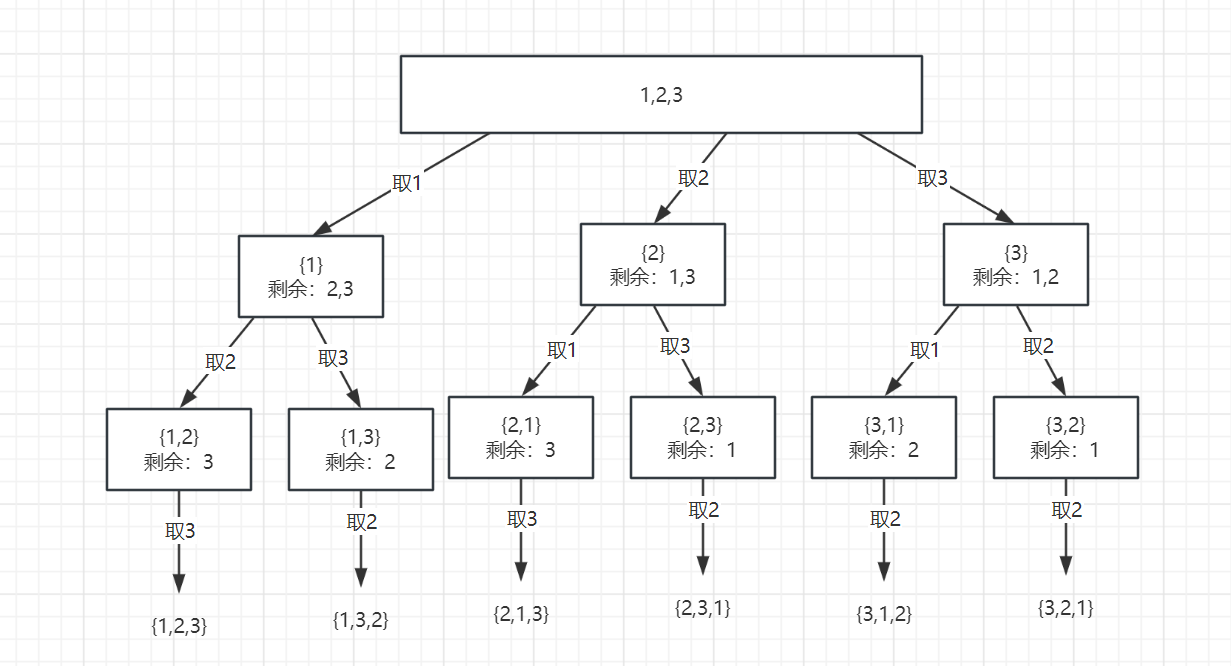 1,2,3
取1
取2
取3
{1}
剩余：2,3
{2}
剩余：1,3
{3}
剩余：1,2
取2
取3
取1
取3
取1
取2
{1,2}
剩余：3
{1,3}
剩余：2
{2,1}
剩余：3
{2,3}
剩余：1
{3,1}
剩余：2
{3,2}
剩余：1
取3
取2
取3
取2
取2
取2
{1,2,3}
{1,3,2}
{2,1,3}
{2,3,1}
{3,1,2}
{3,2,1}